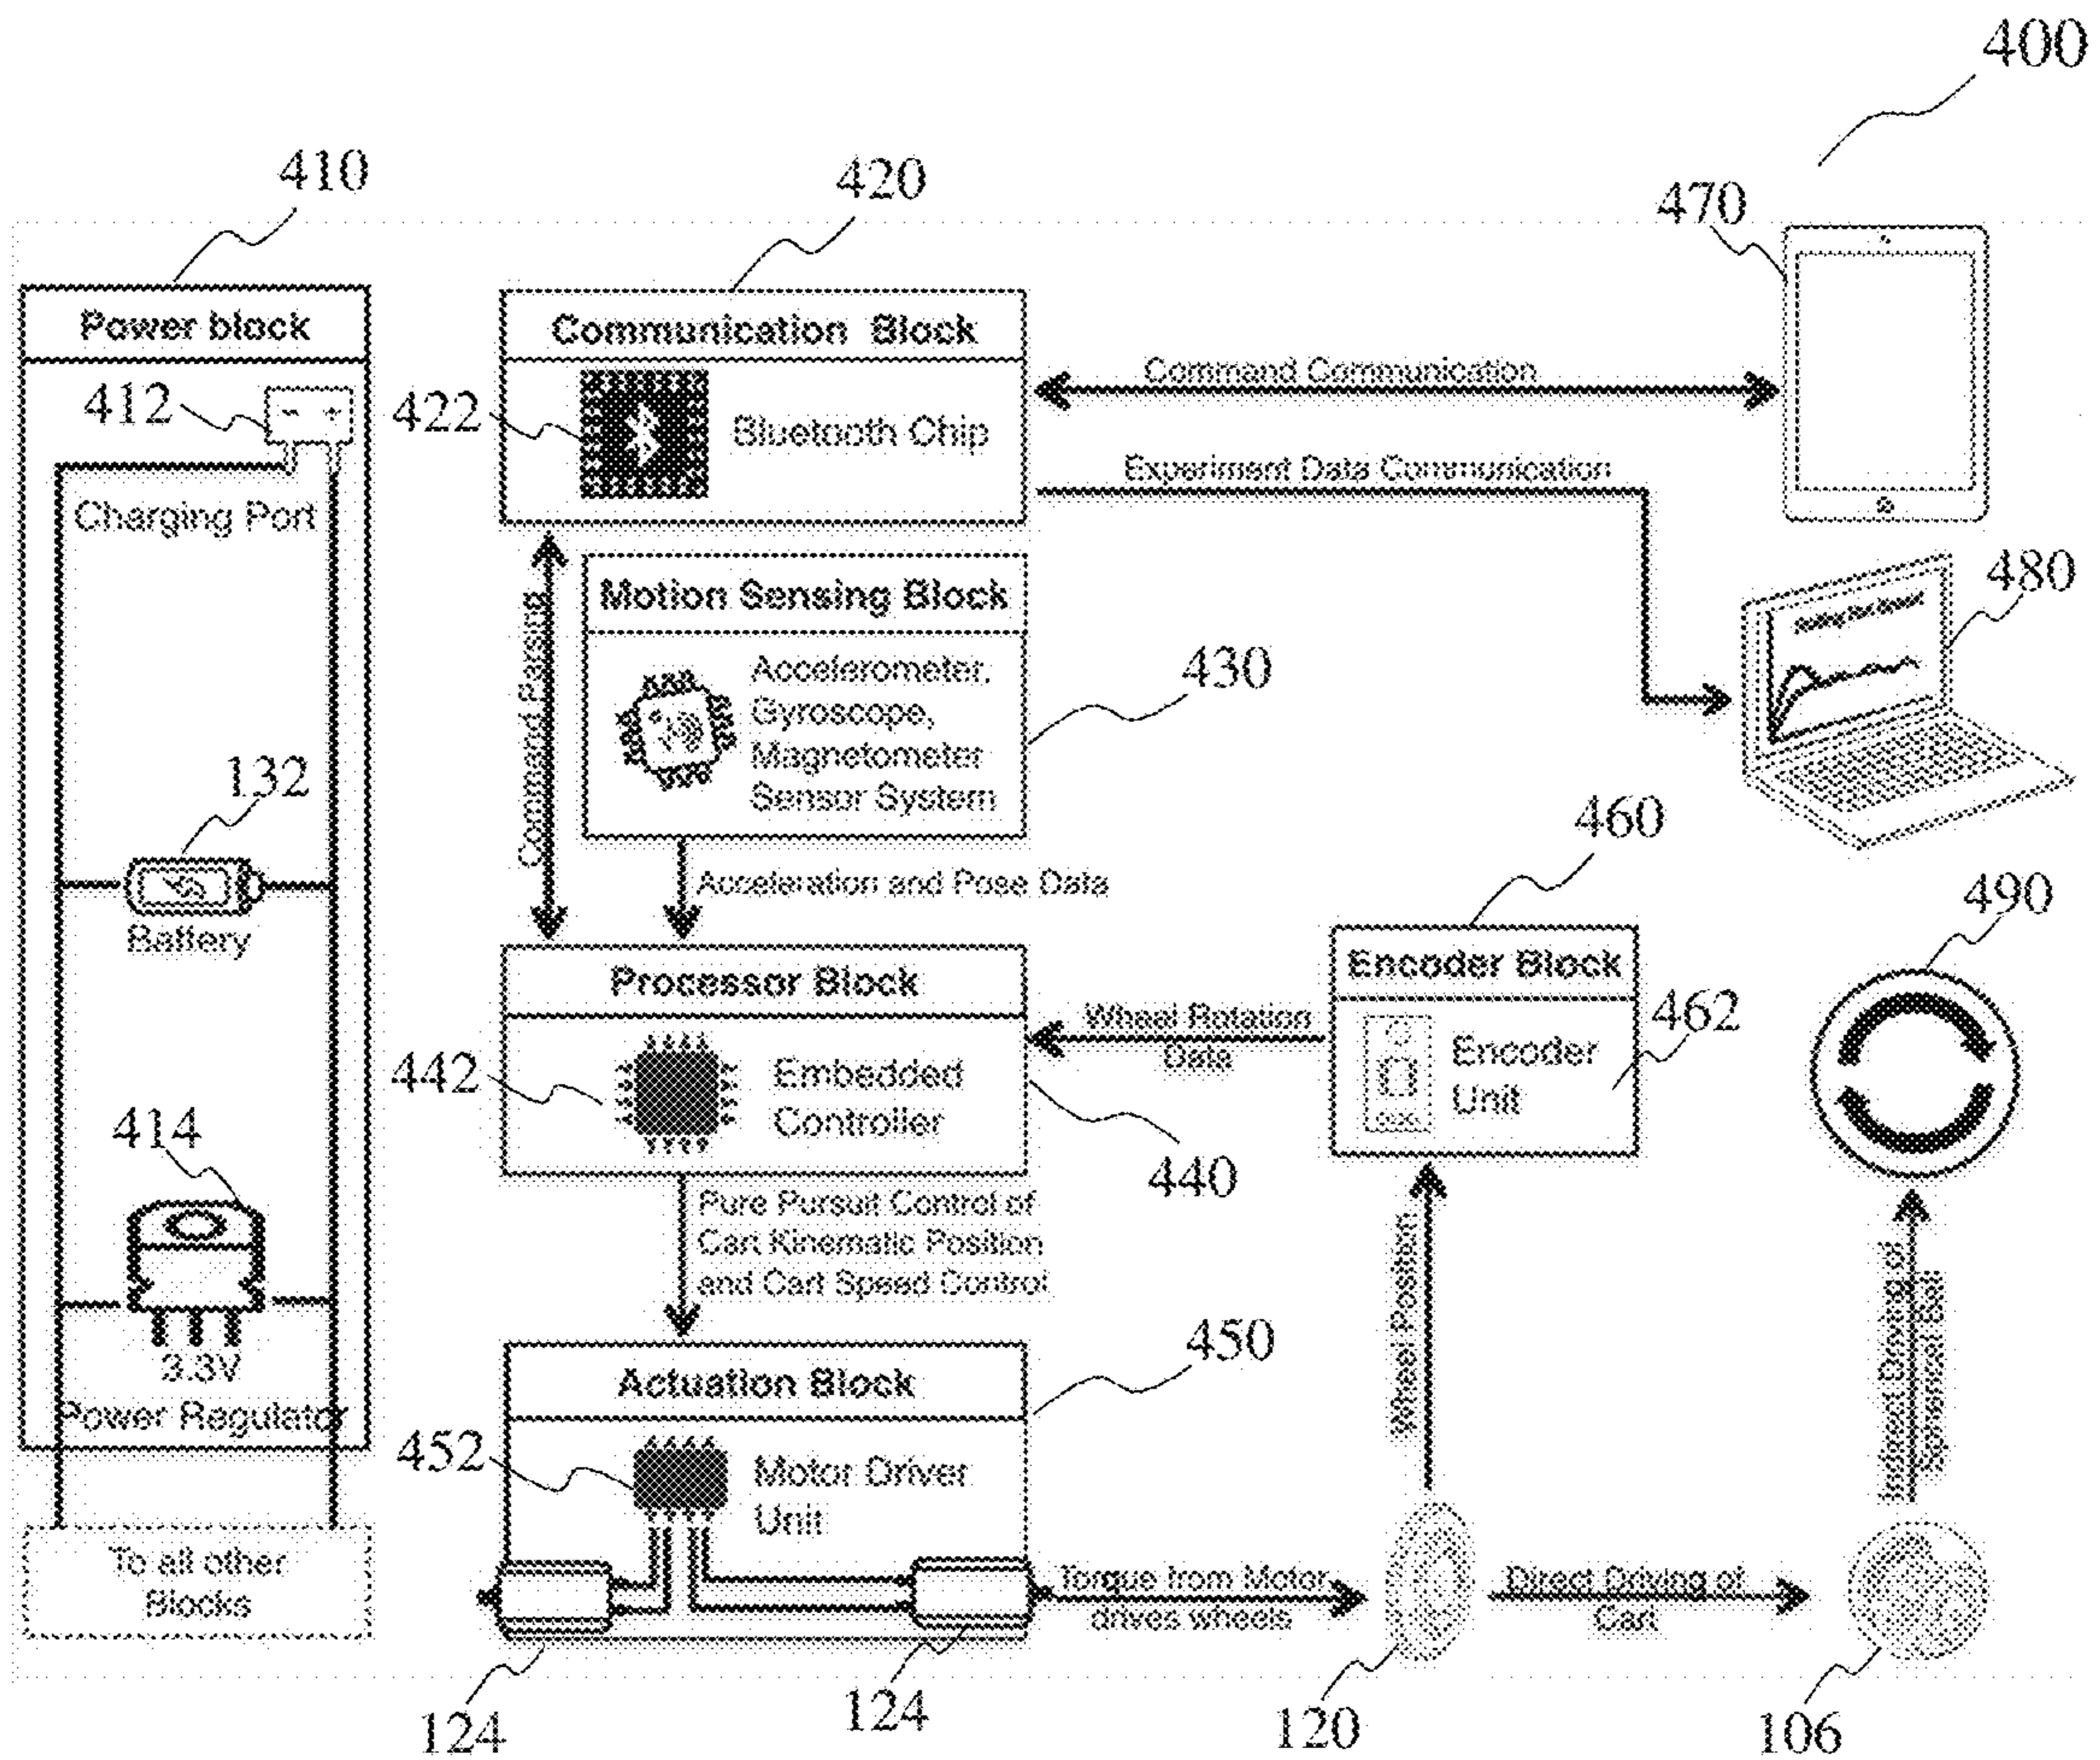 400
410
420
470
Power block
412
Charging Port
132
Battery
414
3.3V
Power Regulator
To all other
Blocks
Communication Block
422
Bluetooth Chip
Command Communication
Experiment Data Communication
480
Command Parsing
Motion Sensing Block
Accelerometer,
Gyroscope,
Magnetometer
Sensor System
430
Acceleration and Pose Data
Processor Block
442
Embedded
Controller
440
Wheel Rotation
Data
460
Encoder Block
462
Encoder
Unit
490
Pure Pursuit Control of
Cart Kinematic Position
and Cart Speed Control
Actuation Block
450
452
Motor Driver
Unit
124
124
Torque from Motor
drives wheels
Wheel Position
120
Direct Driving of
Cart
106
Indirect Driving of